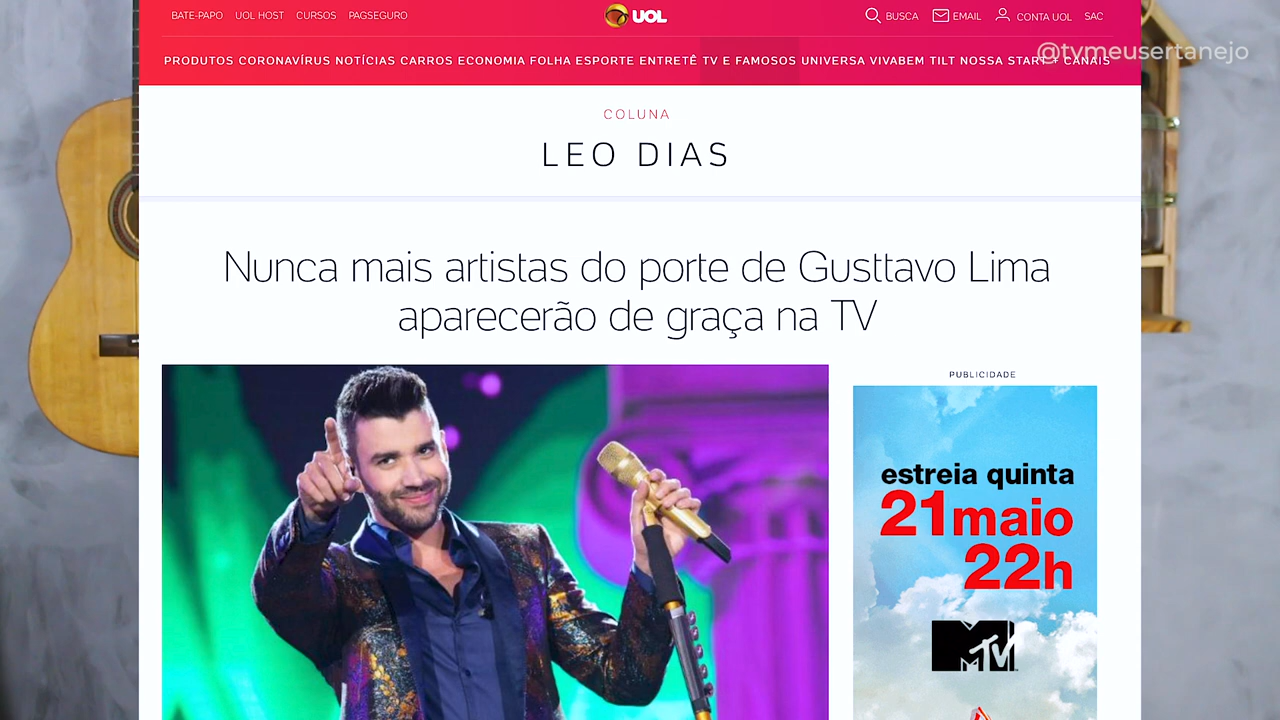 BATE-PAPO UOL HOST CURSOS PAGSEGURO UOL BUSCA EMAIL CONTA UOL SAC
@tvmeusertanejo
PRODUTOS CORONAVÍRUS NOTÍCIAS CARROS ECONOMIA FOLHA ESPORTE ENTRETÊ TV E FAMOSOS UNIVERSA VIVABEM TILT NOSSA START + CANAIS
COLUNA
LEO DIAS
Nunca mais artistas do porte de Gusttavo Lima
aparecerão de graça na TV
PUBLICIDADE
estreia quinta
21maio
22h
MTV